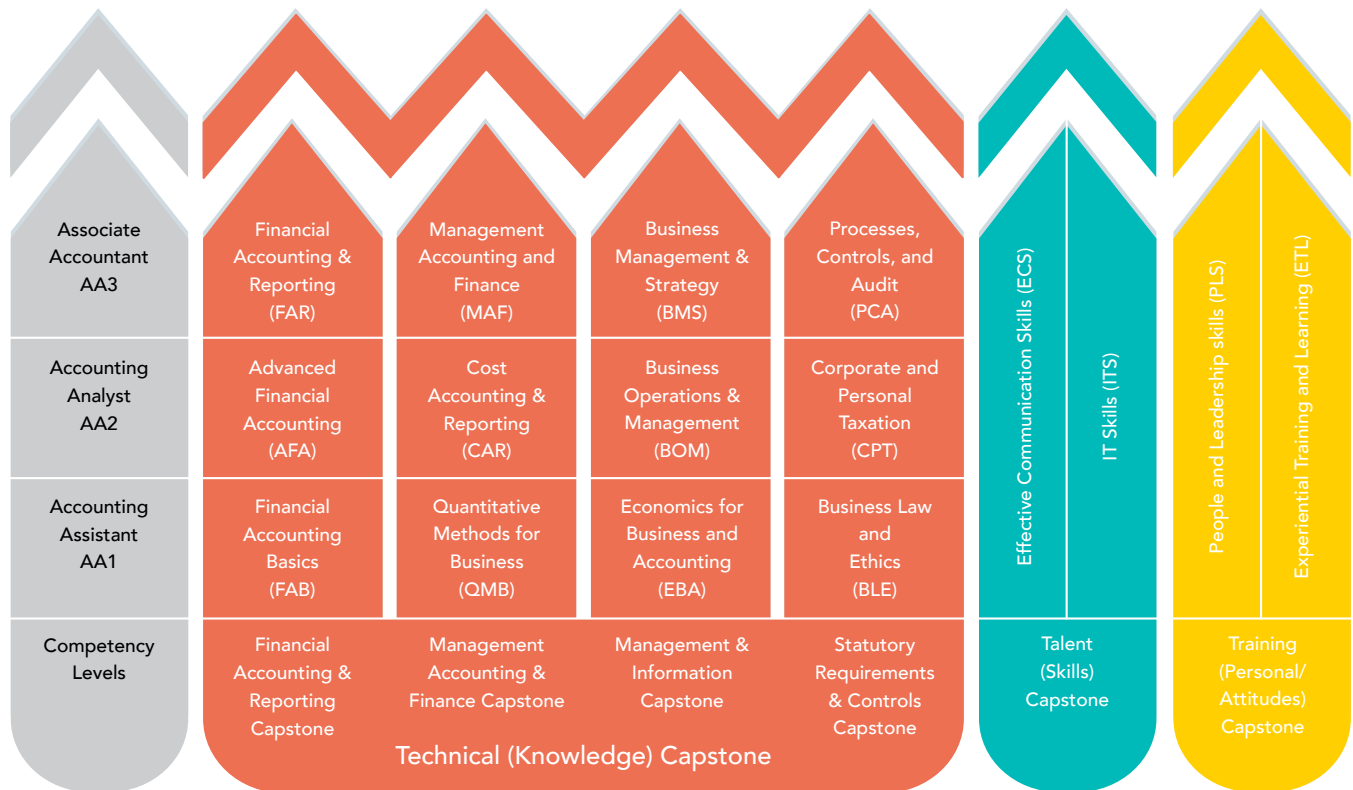 Associate
Accountant
AA3
Financial
Accounting &
Reporting
(FAR)
Management
Accounting and
Finance
(MAF)
Business
Management &
Strategy
(BMS)
Processes,
Controls, and
Audit
(PCA)
Accounting
Analyst
AA2
Advanced
Financial
Accounting
(AFA)
Cost
Accounting &
Reporting
(CAR)
Business
Operations &
Management
(BOM)
Corporate and
Personal
Taxation
(CPT)
Accounting
Assistant
AA1
Financial
Accounting
Basics
(FAB)
Quantitative
Methods for
Business
(QMB)
Economics for
Business and
Accounting
(EBA)
Business Law
and
Ethics
(BLE)
Effective Communication Skills (ECS)
IT Skills (ITS)
People and Leadership skills (PLS)
Experiential Training and Learning (ETL)
Competency
Levels
Financial
Accounting &
Reporting
Capstone
Management
Accounting &
Finance Capstone
Management &
Information
Capstone
Statutory
Requirements
& Controls
Capstone
Technical (Knowledge) Capstone
Talent
(Skills)
Capstone
Training
(Personal/
Attitudes)
Capstone